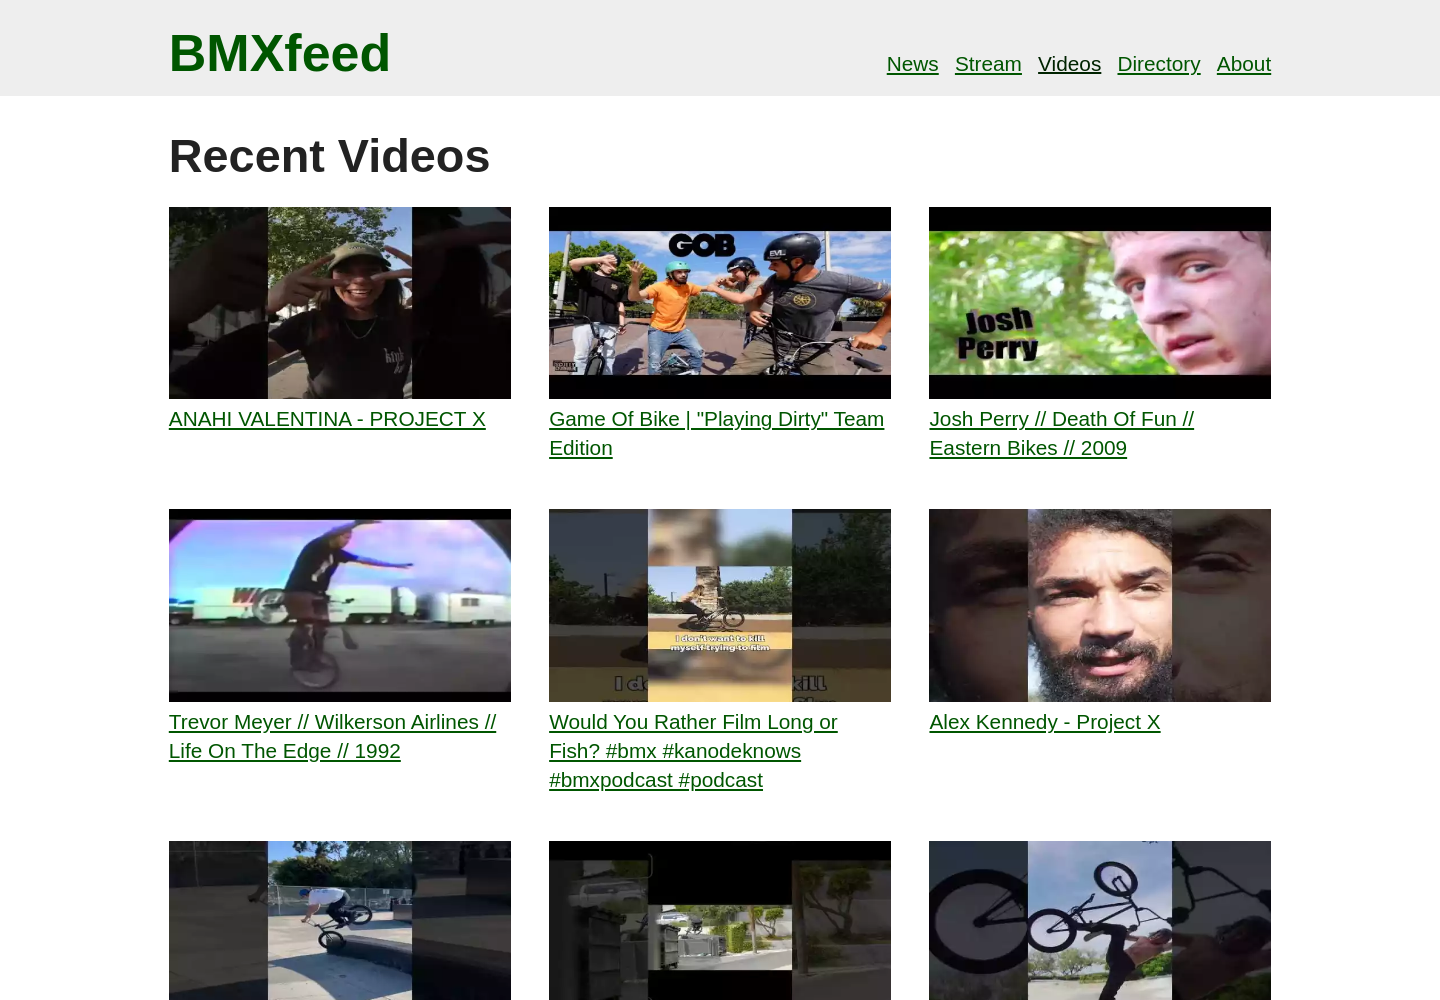 BMXfeed
News Stream Videos Directory About
Recent Videos
GOB
Josh
Perry
ANAHI VALENTINA - PROJECT X
Game Of Bike | "Playing Dirty" Team
Edition
Josh Perry // Death Of Fun //
Eastern Bikes // 2009
I don't want to kill
myself trying to film
I do
kill
Trevor Meyer // Wilkerson Airlines //
Life On The Edge // 1992
Would You Rather Film Long or
Fish? #bmx #kanodeknows
#bmxpodcast #podcast
Alex Kennedy - Project X